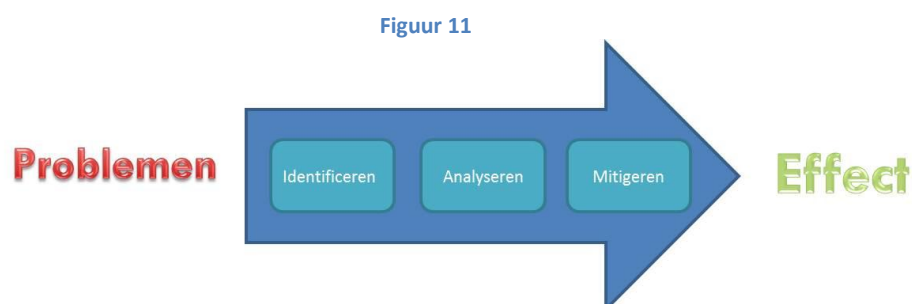 Figuur 11
Problemen
Identificeren
Analyseren
Mitigeren
Effect